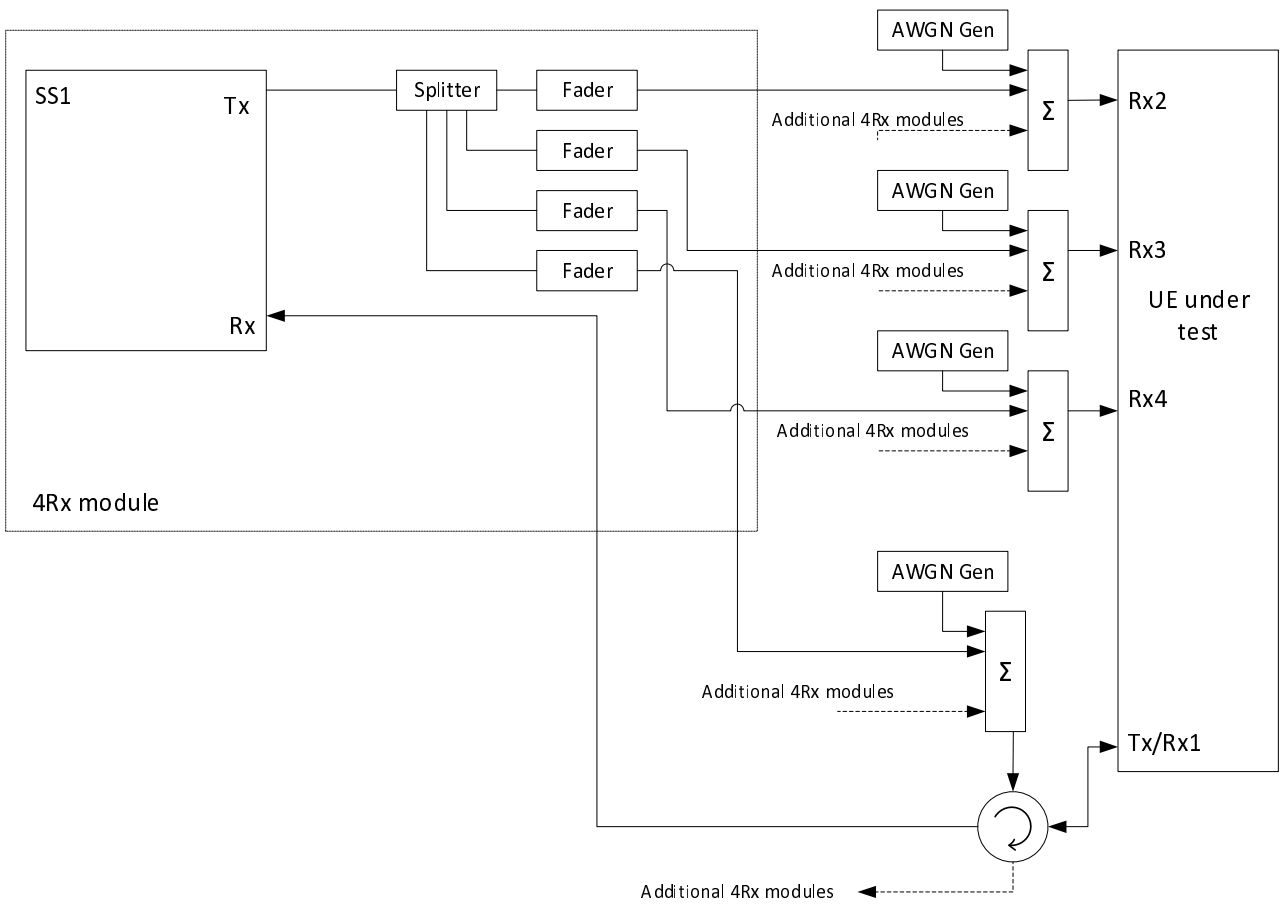 AWGN Gen
SS1
Tx
Splitter
Fader
Σ
Rx2
Additional 4Rx modules
Fader
AWGN Gen
Fader
Rx3
Fader
Additional 4Rx modules
Σ
UE under
test
Rx
AWGN Gen
Rx4
Additional 4Rx modules
Σ
4Rx module
AWGN Gen
Σ
Additional 4Rx modules
Tx/Rx1
Additional 4Rx modules